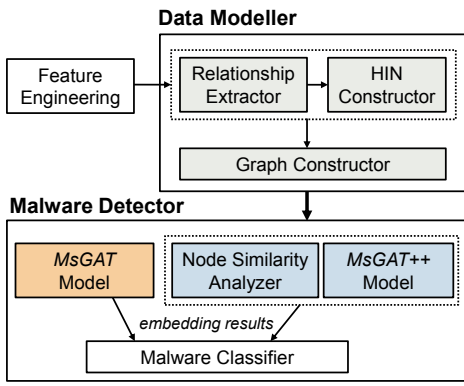 Data Modeller
Feature
Engineering
Relationship
Extractor
HIN
Constructor
Graph Constructor
Malware Detector
MsGAT
Model
Node Similarity
Analyzer
MsGAT++
Model
embedding results
Malware Classifier